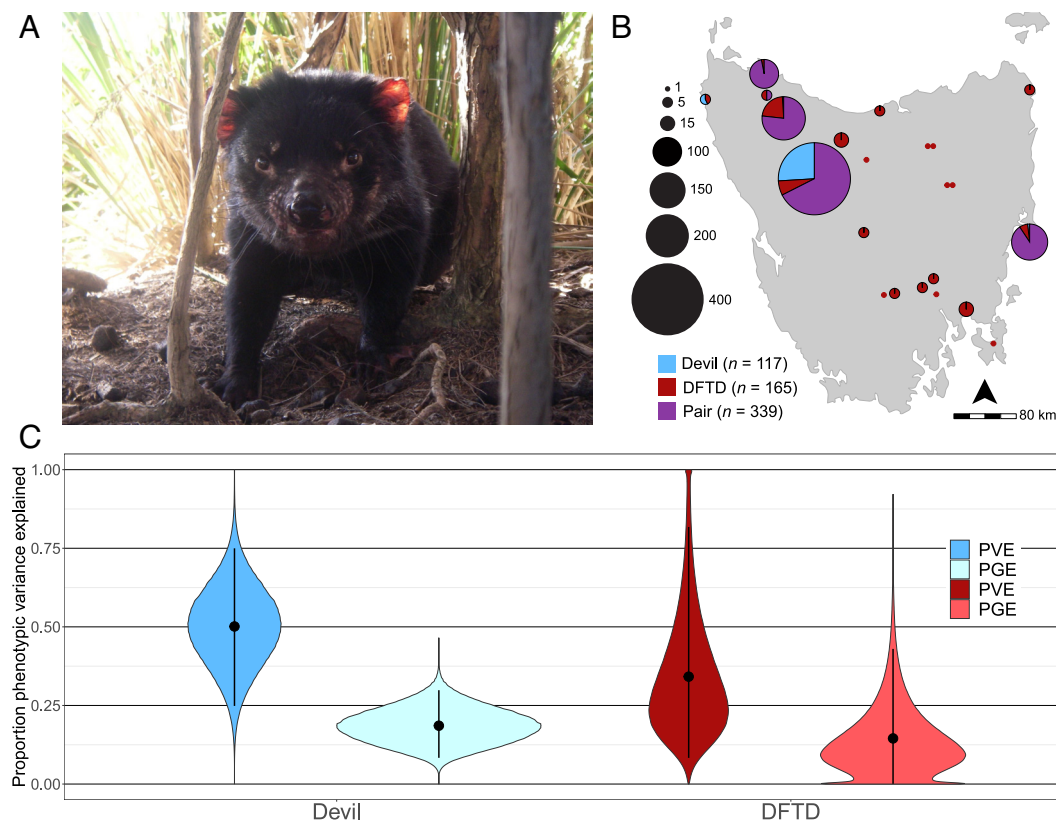 A
B
1
5
15
100
150
200
400
Devil (n = 117)
DFTD (n = 165)
Pair (n = 339)
80 km
C
Proportion phenotypic variance explained
1.00
0.75
0.50
0.25
0.00
PVE
PGE
PVE
PGE
Devil
DFTD